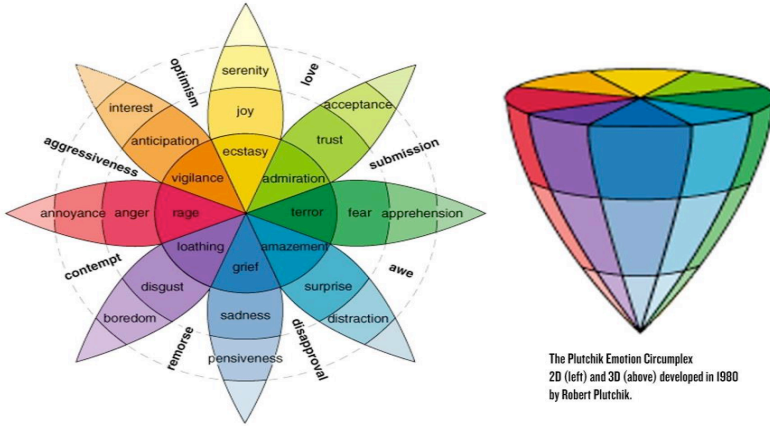 serenity
joy
ecstasy
optimism
love
interest
anticipation
vigilance
acceptance
trust
admiration
aggressiveness
submission
annoyance
anger
rage
terror
fear
apprehension
contempt
awe
loathing
disgust
boredom
grief
sadness
pensiveness
amazement
surprise
distraction
remorse
disapproval
The Plutchik Emotion Circumplex
2D (left) and 3D (above) developed in 1980
by Robert Plutchik.